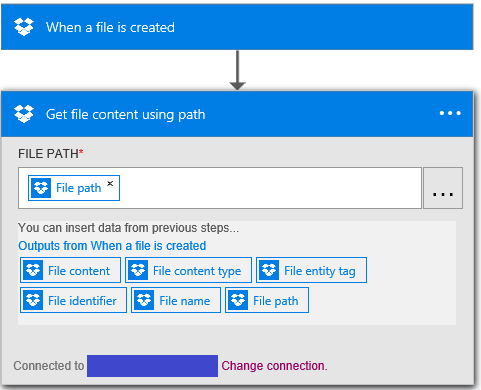 When a file is created
Get file content using path
...
FILE PATH*
File path ×
...
You can insert data from previous steps...
Outputs from When a file is created
File content File content type File entity tag
File identifier File name File path
Connected to Change connection.